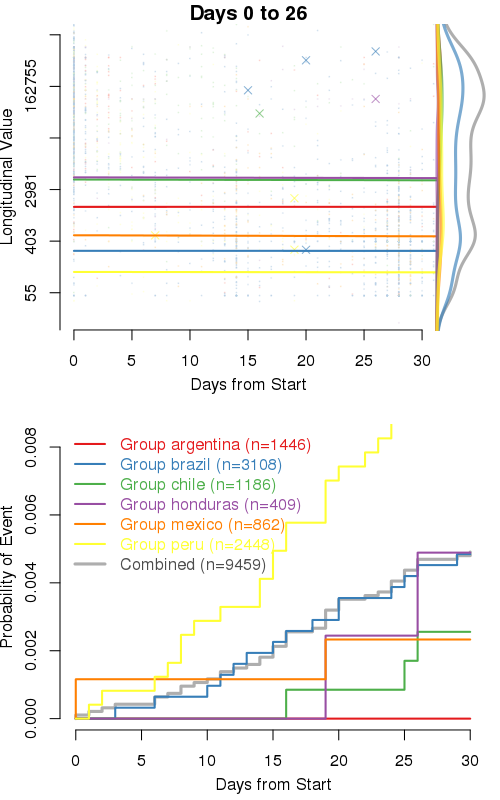 Days 0 to 26
Longitudinal Value
162755
2981
403
55
0 5 10 15 20 25 30
Days from Start
Probability of Event
0.008
0.006
0.004
0.002
0.000
Group argentina (n=1446)
Group brazil (n=3108)
Group chile (n=1186)
Group honduras (n=409)
Group mexico (n=862)
Group peru (n=2448)
Combined (n=9459)
0 5 10 15 20 25 30
Days from Start